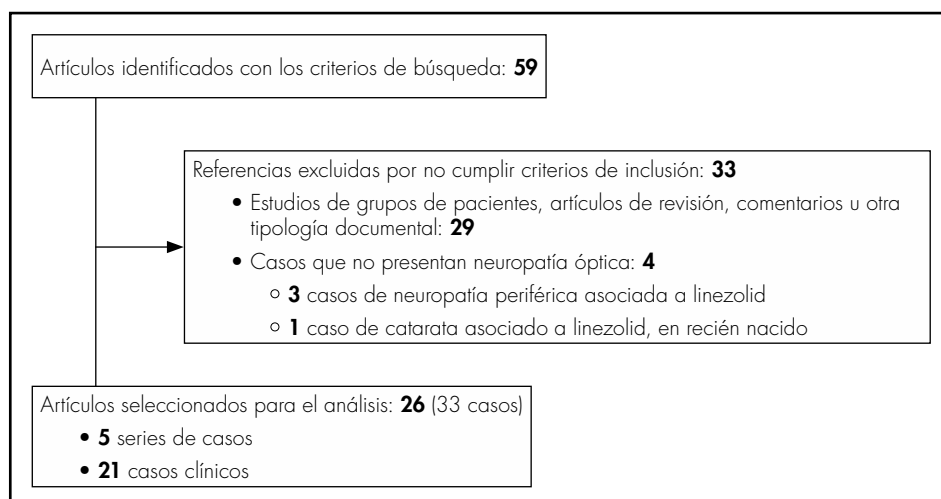 Artículos identificados con los criterios de búsqueda: 59
Referencias excluidas por no cumplir criterios de inclusión: 33
• Estudios de grupos de pacientes, artículos de revisión, comentarios u otra
tipología documental: 29
• Casos que no presentan neuropatía óptica: 4
○ 3 casos de neuropatía periférica asociada a linezolid
○ 1 caso de catarata asociado a linezolid, en recién nacido
Artículos seleccionados para el análisis: 26 (33 casos)
• 5 series de casos
• 21 casos clínicos